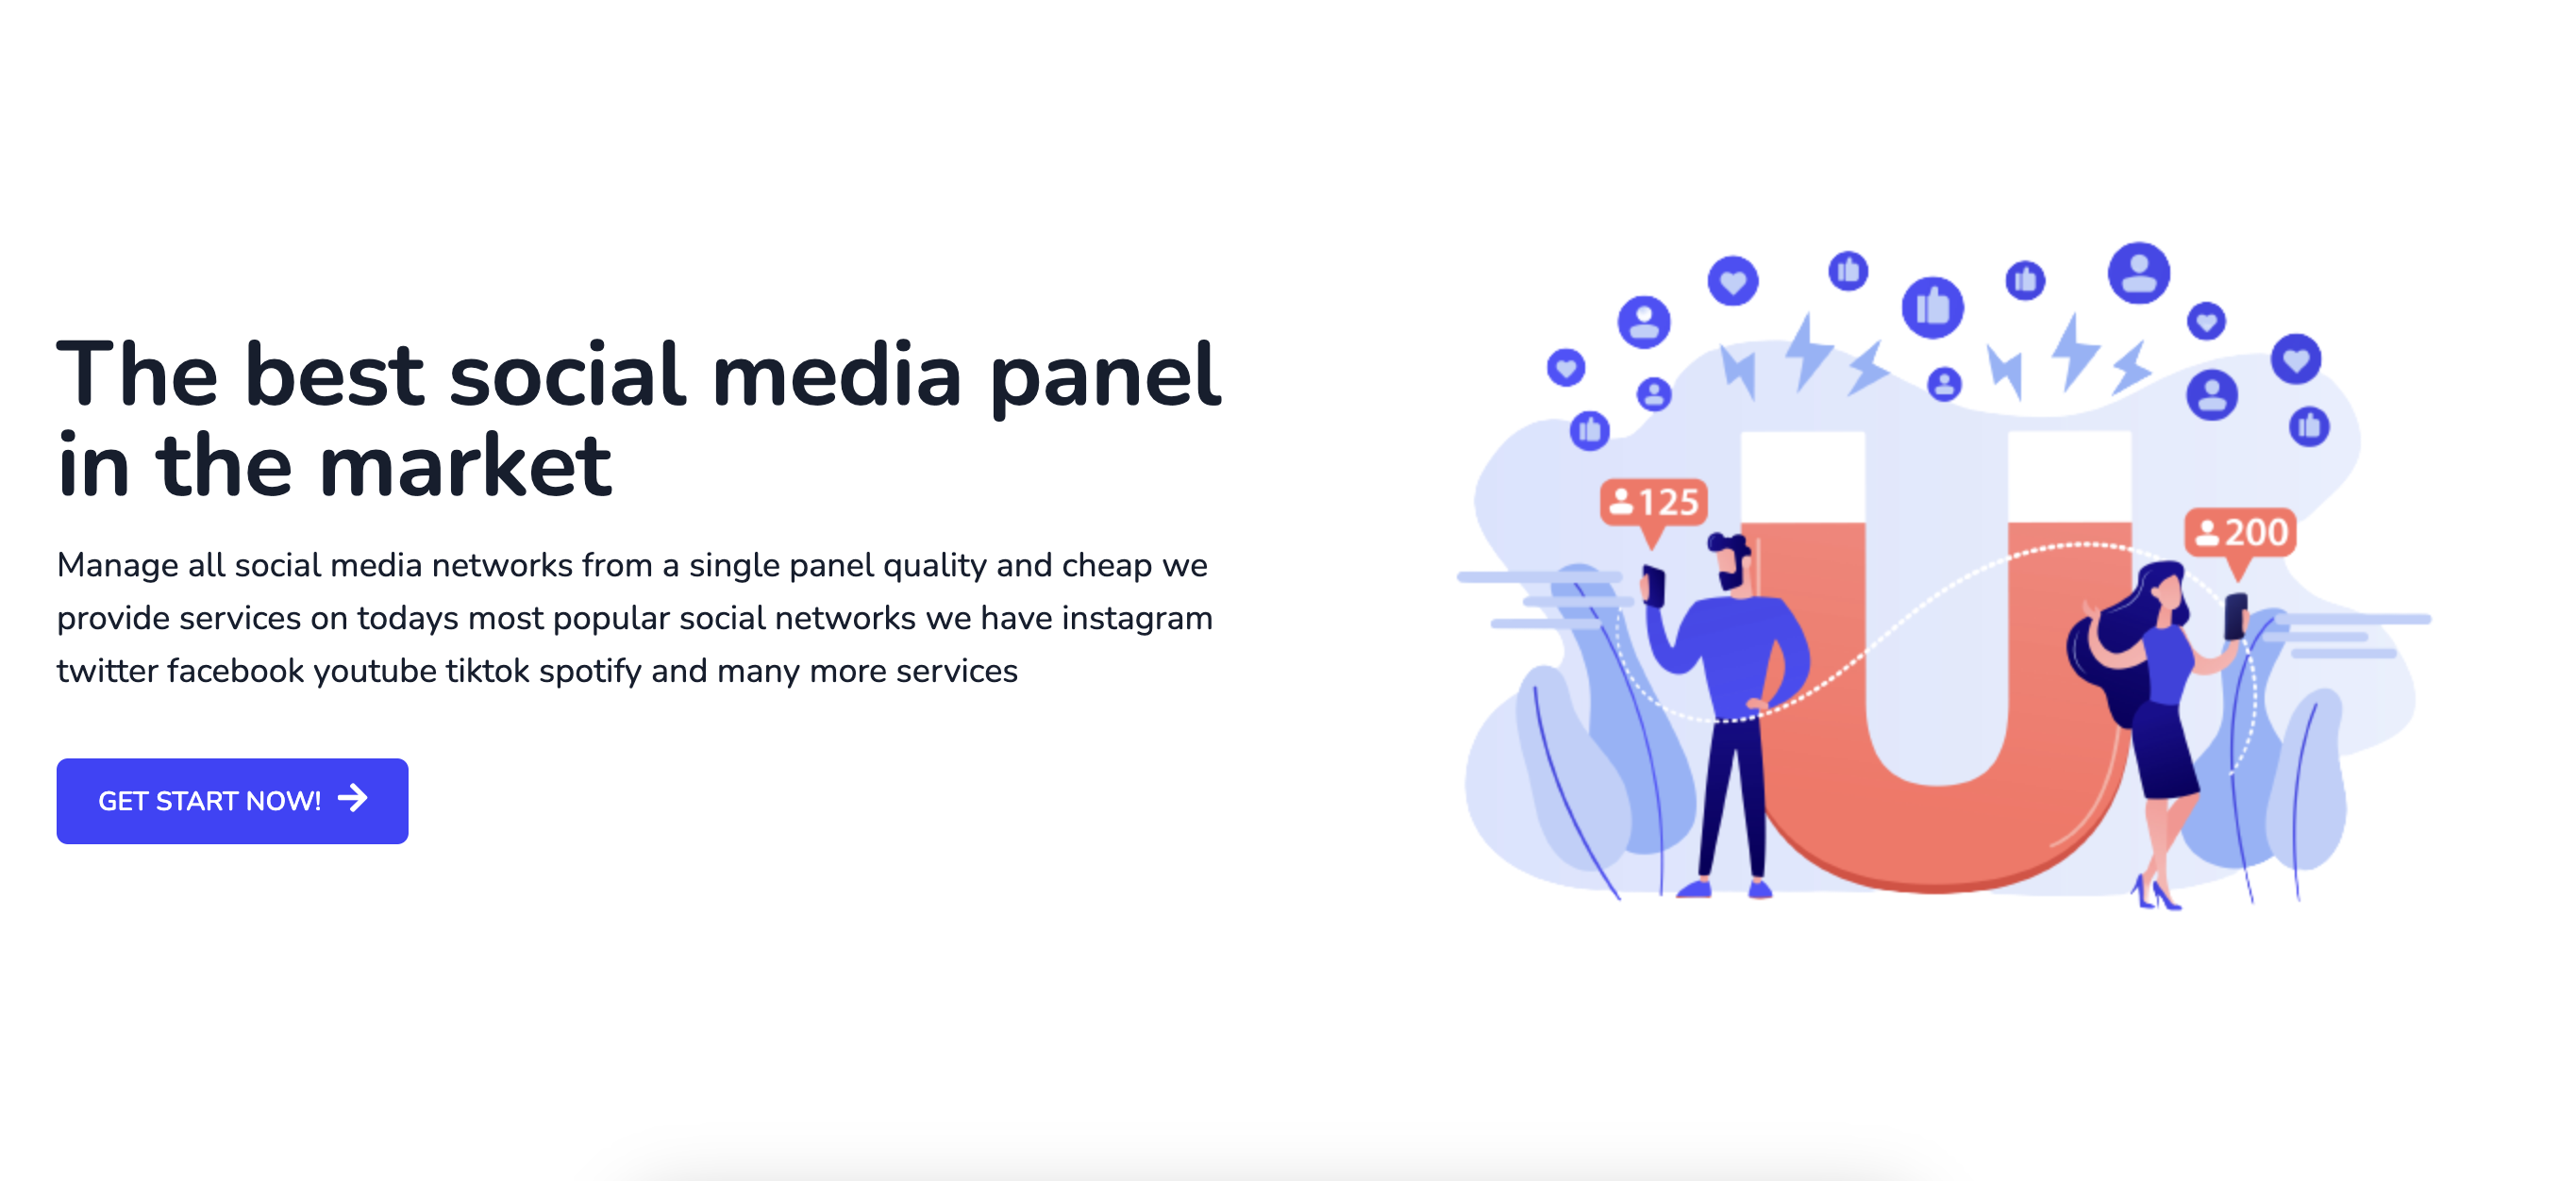 The best social media panel
in the market
Manage all social media networks from a single panel quality and cheap we
provide services on todays most popular social networks we have instagram
twitter facebook youtube tiktok spotify and many more services
GET START NOW!
125
200